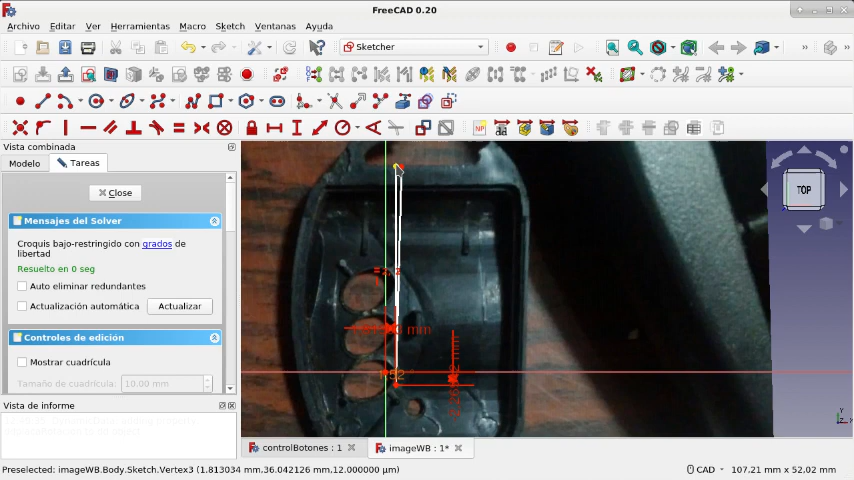 FreeCAD 0.20
Archivo Editar Ver Herramientas Macro Sketch Ventanas Ayuda
Sketcher
NP
Vista combinada
Modelo Tareas
Close
Mensajes del Solver
Croquis bajo-restringido con grados de
libertad
Resuelto en 0 seg
Auto eliminar redundantes
Actualización automática Actualizar
Controles de edición
Mostrar cuadrícula
Tamaño de cuadrícula: 10.00 mm
Vista de informe
TOP
mm
mm
controlBotones : 1 imageWB : 1*
Preselected: imageWB.Body.Sketch.Vertex3 (1.813034 mm,36.042126 mm,12.000000 µm) CAD 107.21 mm x 52,02 mm